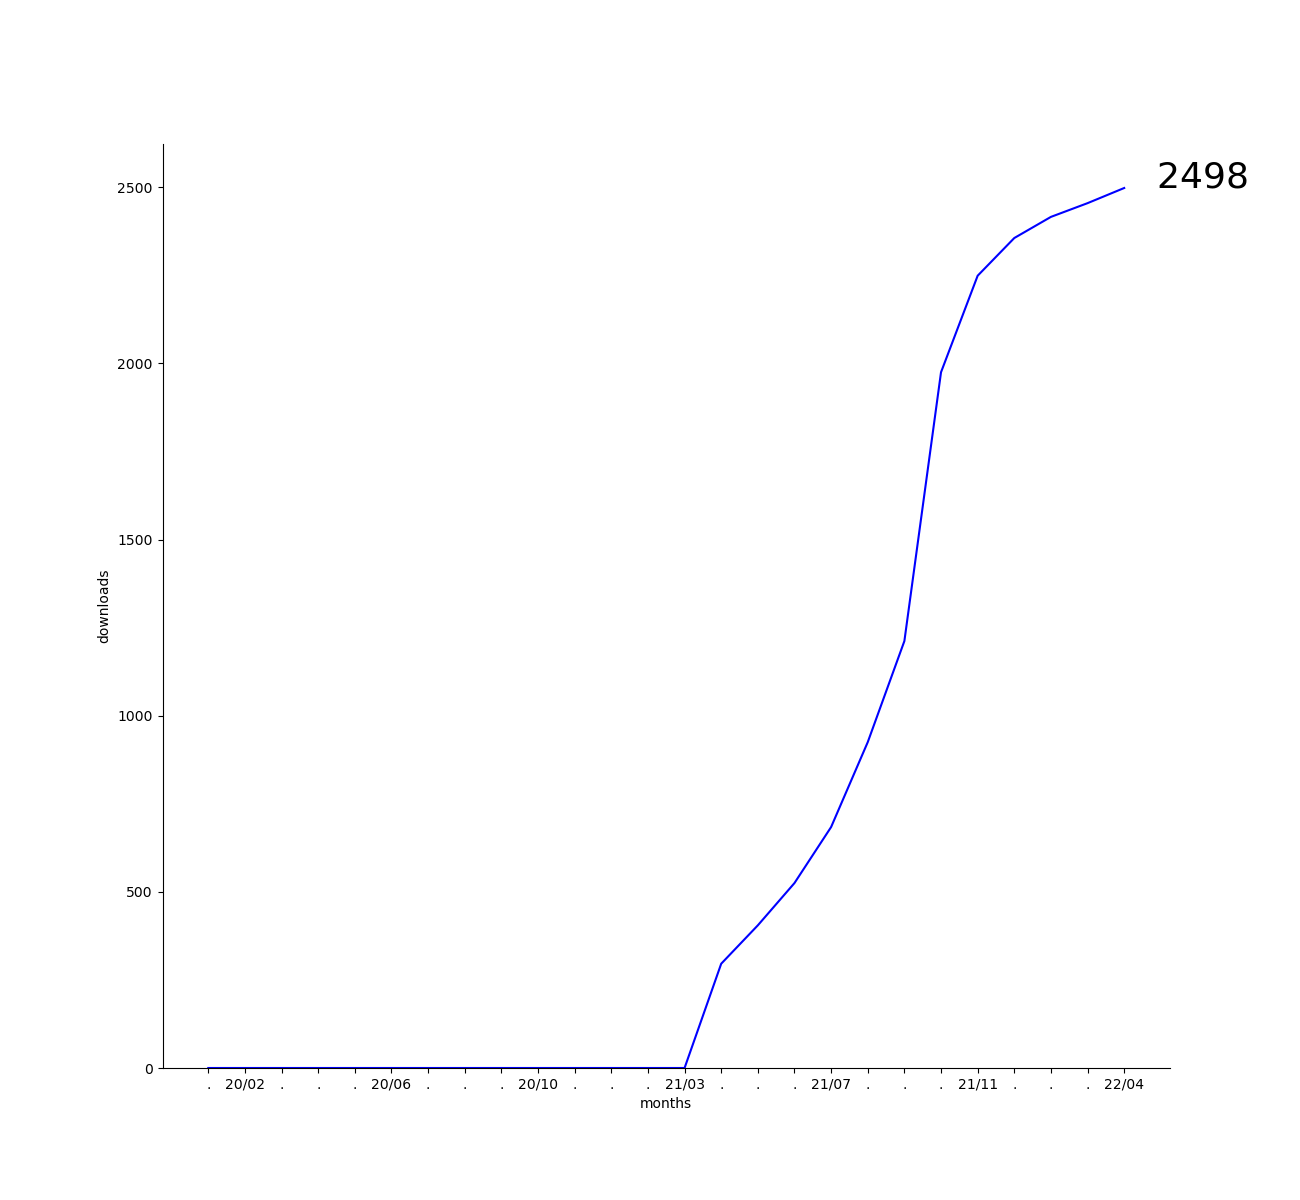 2498
2500
2000
1500
1000
500
0
downloads
. 20/02 . . . 20/06 . . . 20/10 . . . 21/03 . . . 21/07 . . . 21/11 . . . 22/04
months